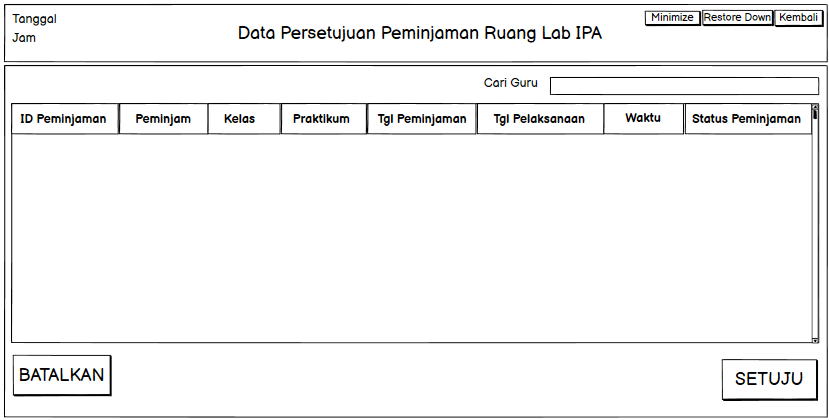 Tanggal
Jam
Data Persetujuan Peminjaman Ruang Lab IPA
Minimize Restore Down Kembali
Cari Guru
ID Peminjaman Peminjam Kelas Praktikum Tgl Peminjaman Tgl Pelaksanaan Waktu Status Peminjaman
BATALKAN SETUJU